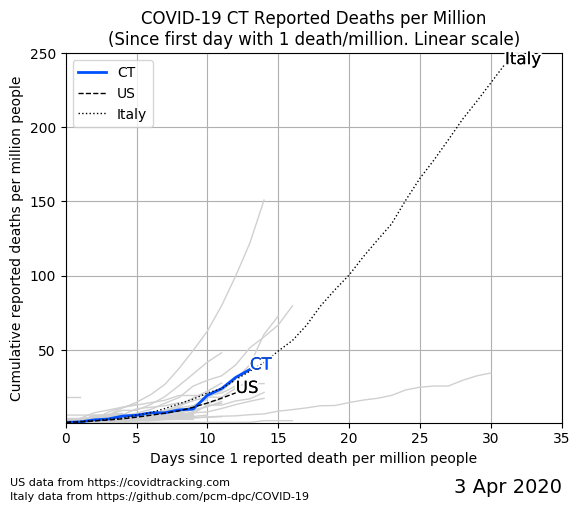 COVID-19 CT Reported Deaths per Million
(Since first day with 1 death/million. Linear scale)
Cumulative reported deaths per million people
250
200
150
100
50
CT
US
Italy
Italy
CT
US
0
5
10
15
20
25
30
35
Days since 1 reported death per million people
US data from https://covidtracking.com
Italy data from https://github.com/pcm-dpc/COVID-19
3 Apr 2020